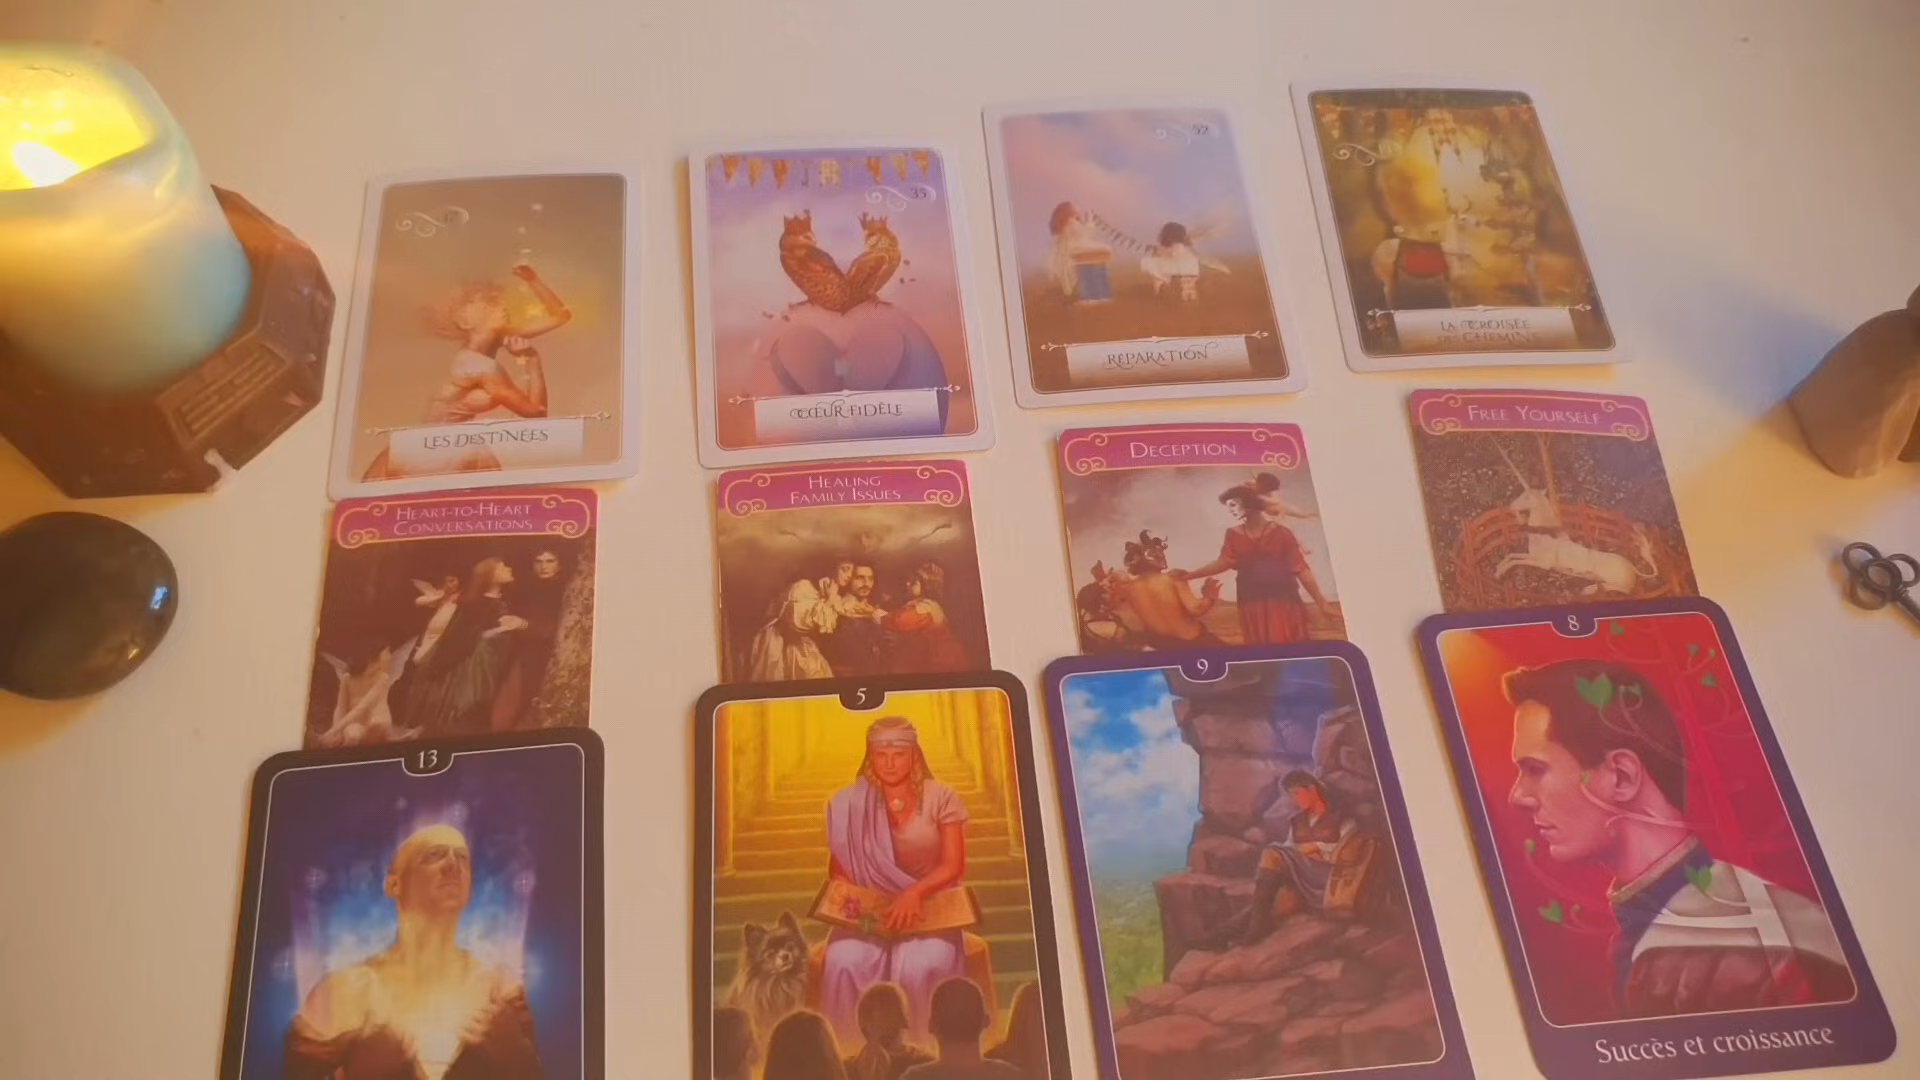 17
LES DESTINÉES
35
CŒUR FIDÈLE
52
RÉPARATION
LA CROISÉE
DES CHEMINS
HEART-TO-HEART
CONVERSATIONS
HEALING
FAMILY ISSUES
DECEPTION
FREE YOURSELF
13
5
9
8
Succès et croissance